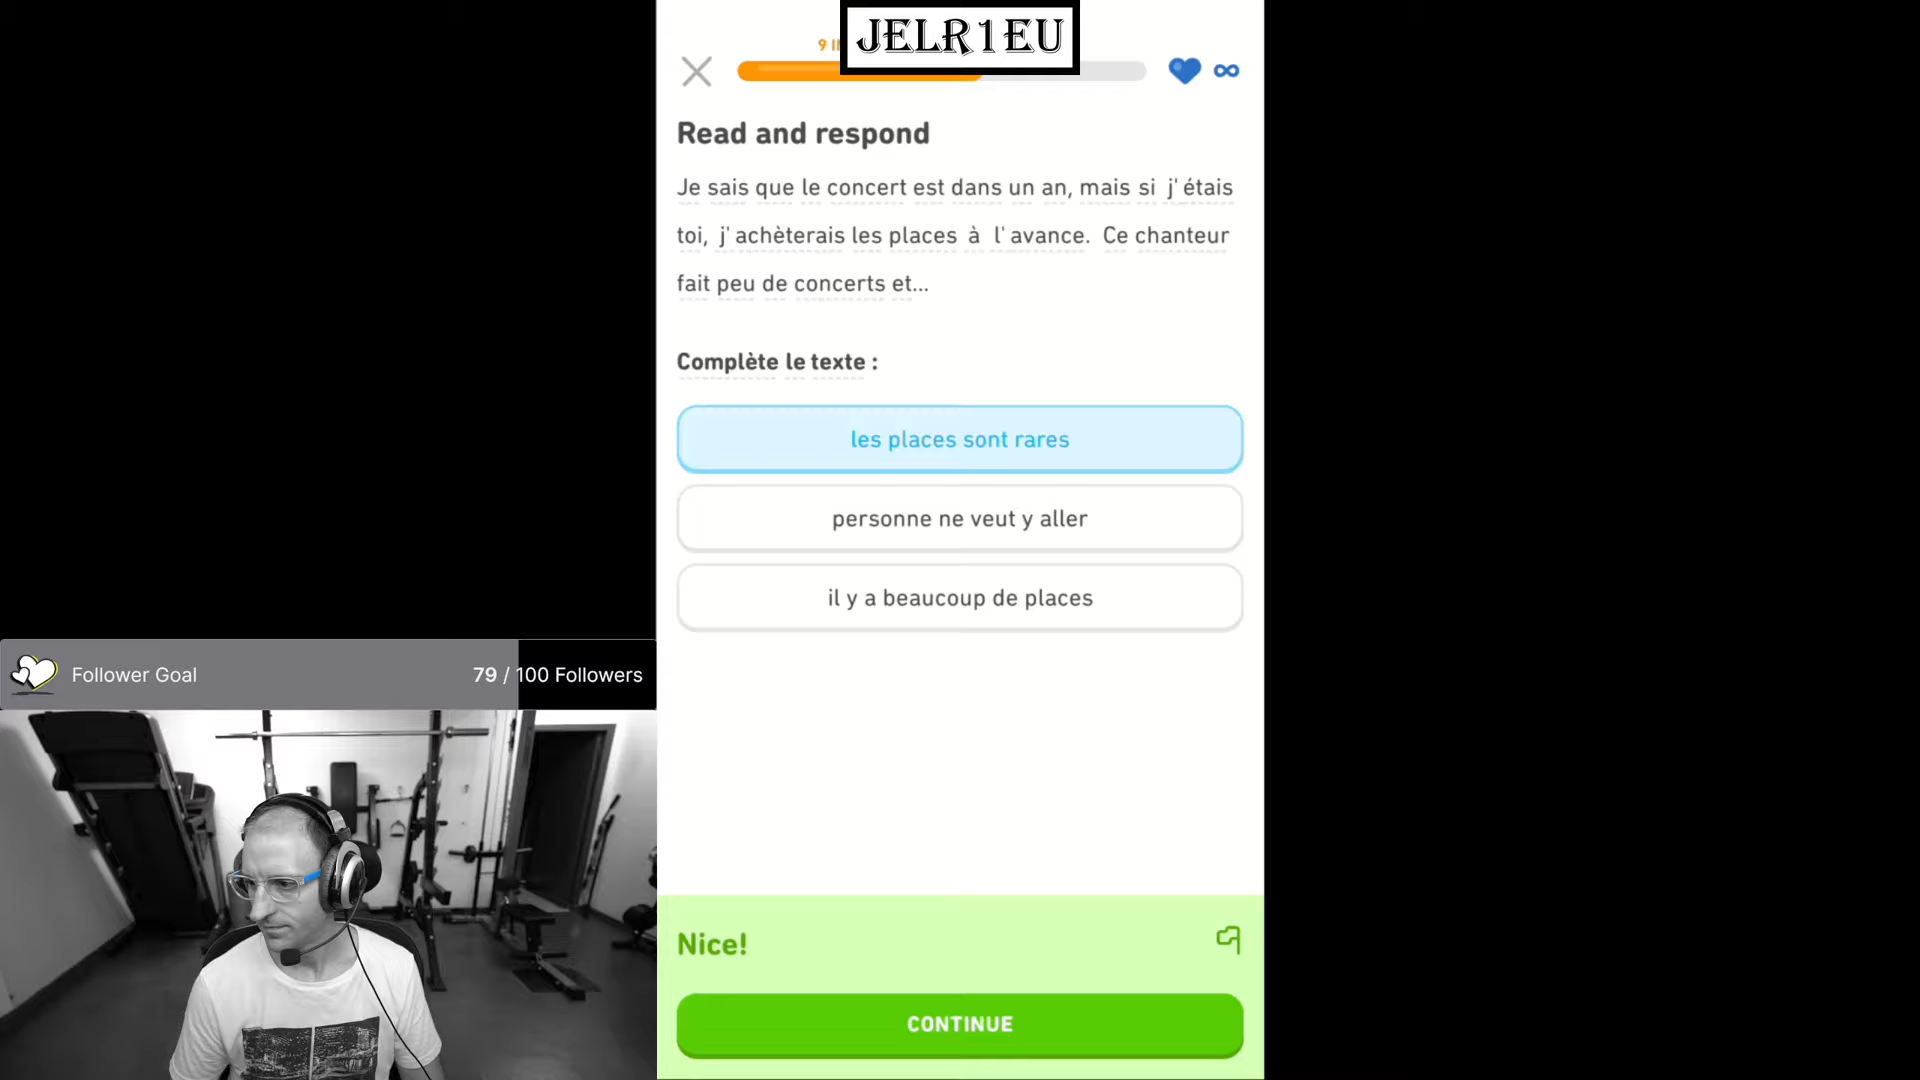 JELR1EU
9 I
Read and respond
Je sais que le concert est dans un an, mais si j'étais
toi, j'achèterais les places à l'avance. Ce chanteur
fait peu de concerts et...
Complète le texte :
les places sont rares
personne ne veut y aller
il y a beaucoup de places
Follower Goal
79 / 100 Followers
Nice!
CONTINUE